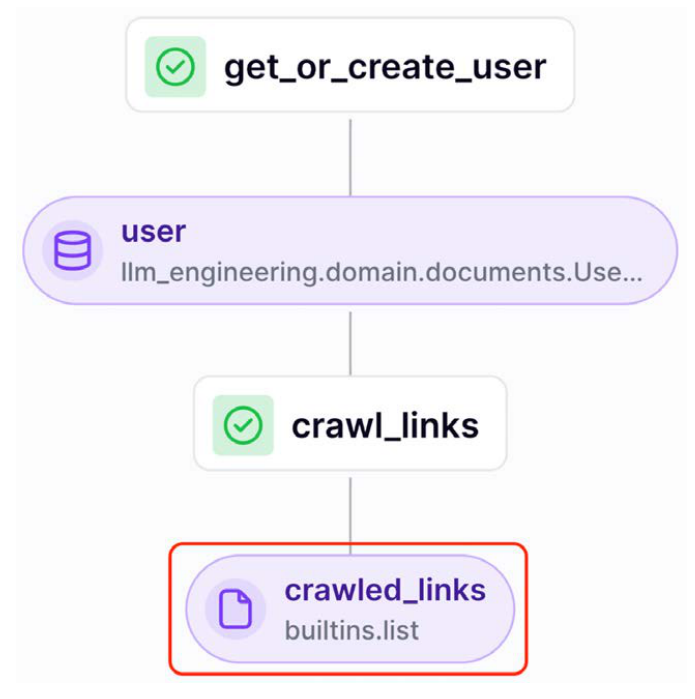 get_or_create_user
user
llm_engineering.domain.documents.Use...
crawl_links
crawled_links
builtins.list